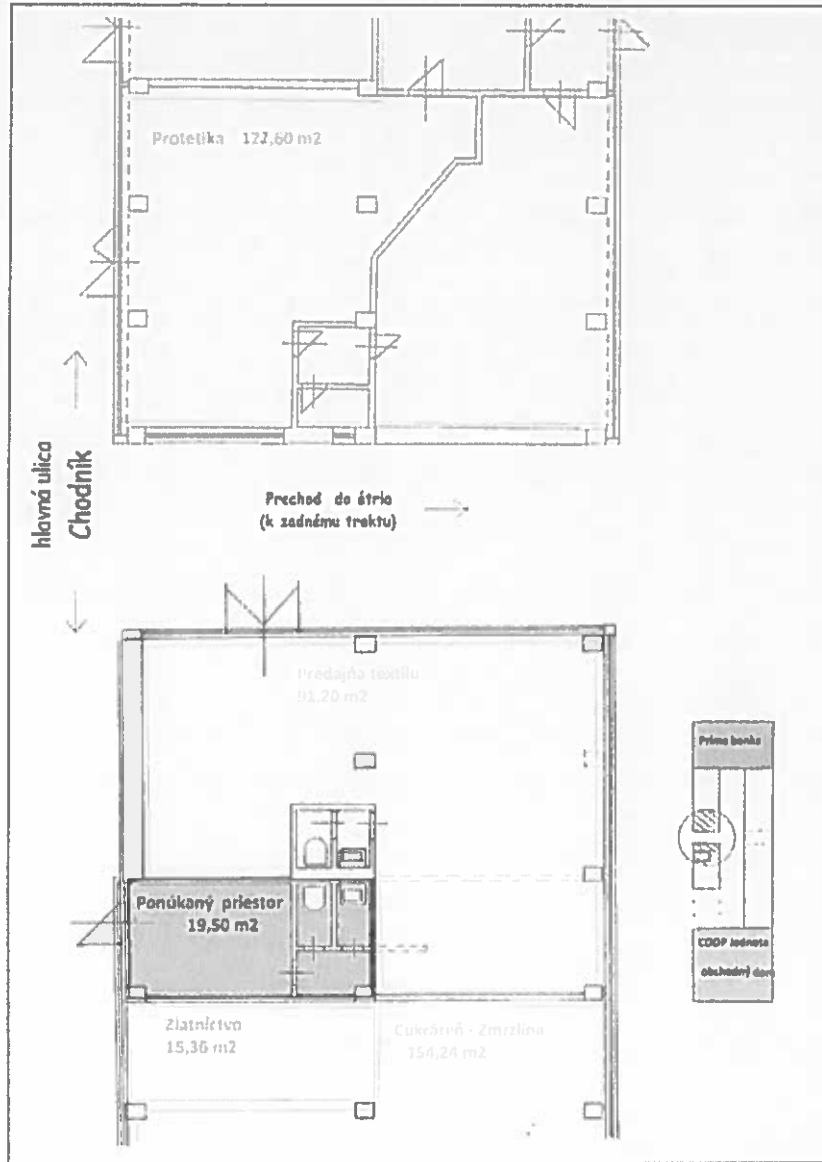 Protetika 122,60 m2
hlavná ulica
Chodník
Prechod do átria
(k zadnému traktu)
Predajňa textilu
91,20 m2
Prima banka
Ponúkaný priestor
19,50 m2
COOP Jednota
obchodný dom
Zlatníctvo
15,36 m2
Cukráreň - Zmrzlina
154,24 m2